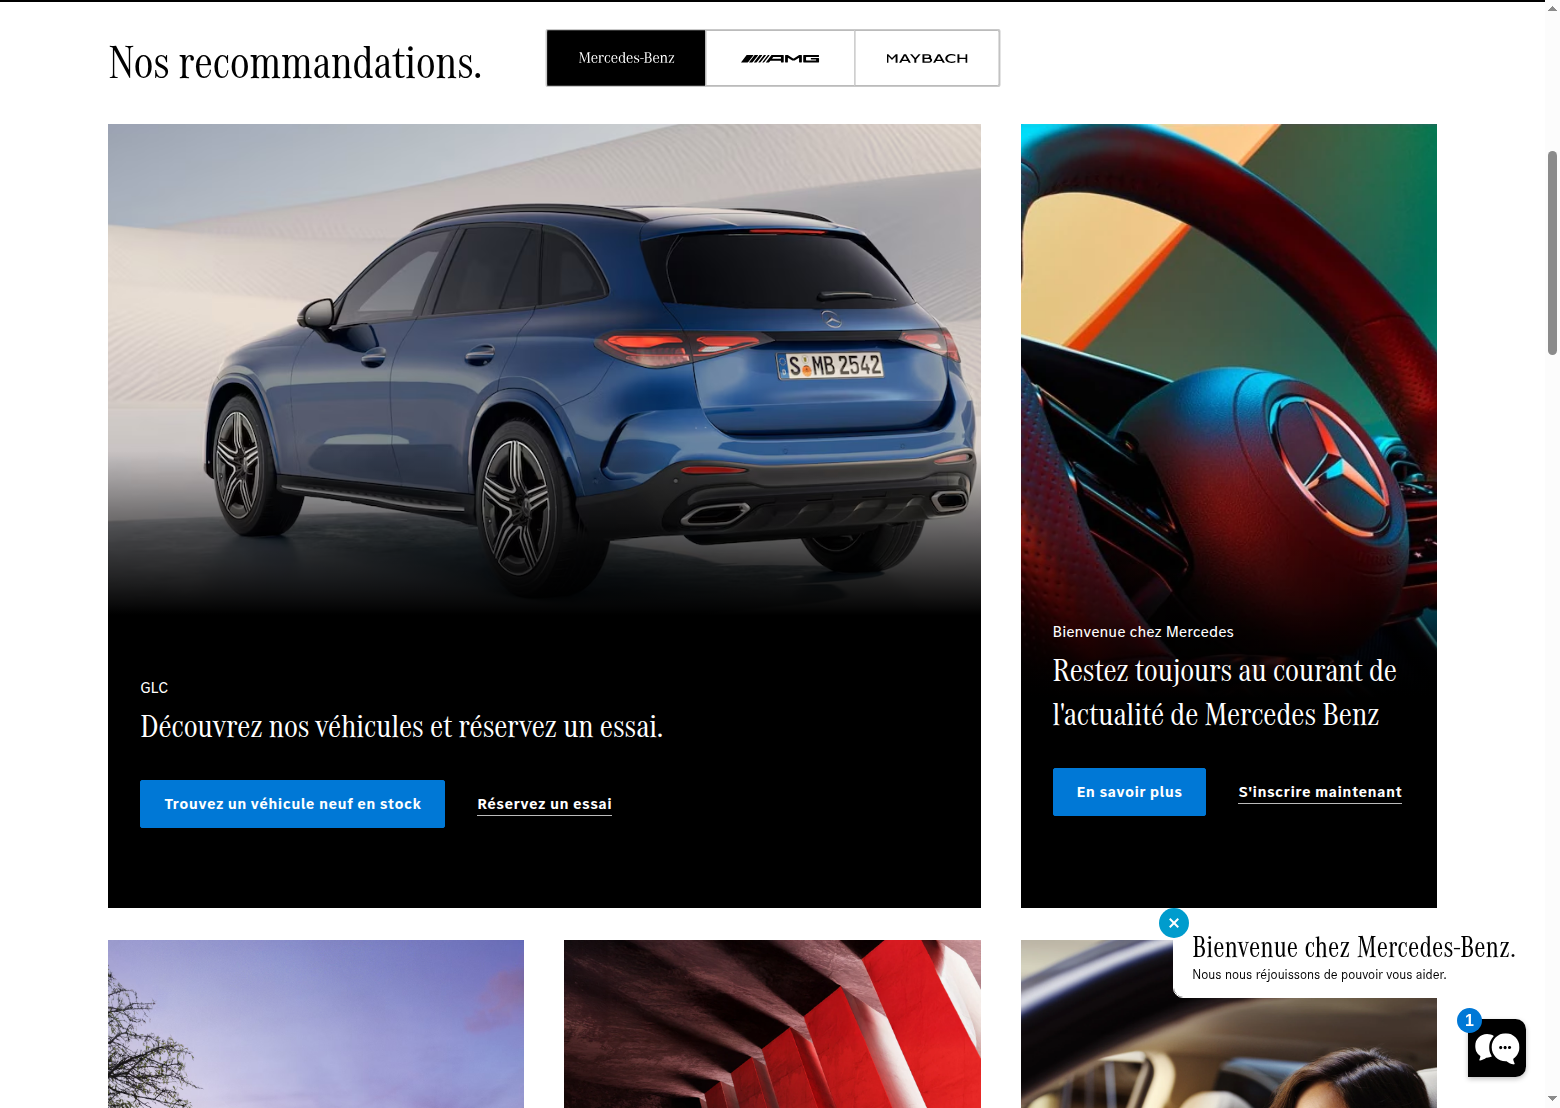 Nos recommandations.
Mercedes-Benz
AMG
MAYBACH
S MB 2542
GLC
Découvrez nos véhicules et réservez un essai.
Trouvez un véhicule neuf en stock
Réservez un essai
Bienvenue chez Mercedes
Restez toujours au courant de
l'actualité de Mercedes Benz
En savoir plus
S'inscrire maintenant
Bienvenue chez Mercedes-Benz.
Nous nous réjouissons de pouvoir vous aider.
1